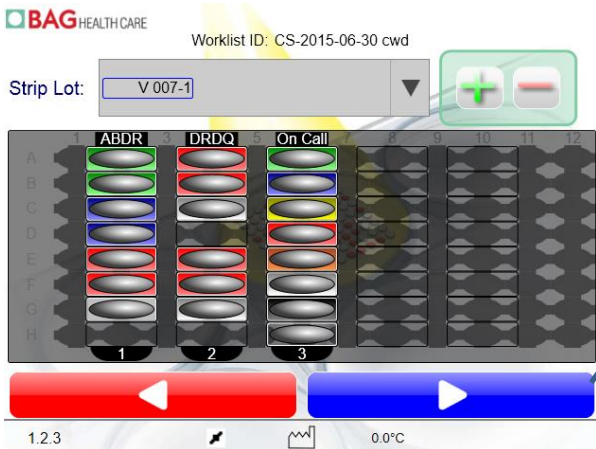 BAG HEALTH CARE
Worklist ID: CS-2015-06-30 cwd
Strip Lot: V 007-1
1 ABDR 3 DRDQ 5 On Call 7 8 9 10 11 12
A
B
C
D
E
F
G
H
1 2 3
1.2.3 0.0°C